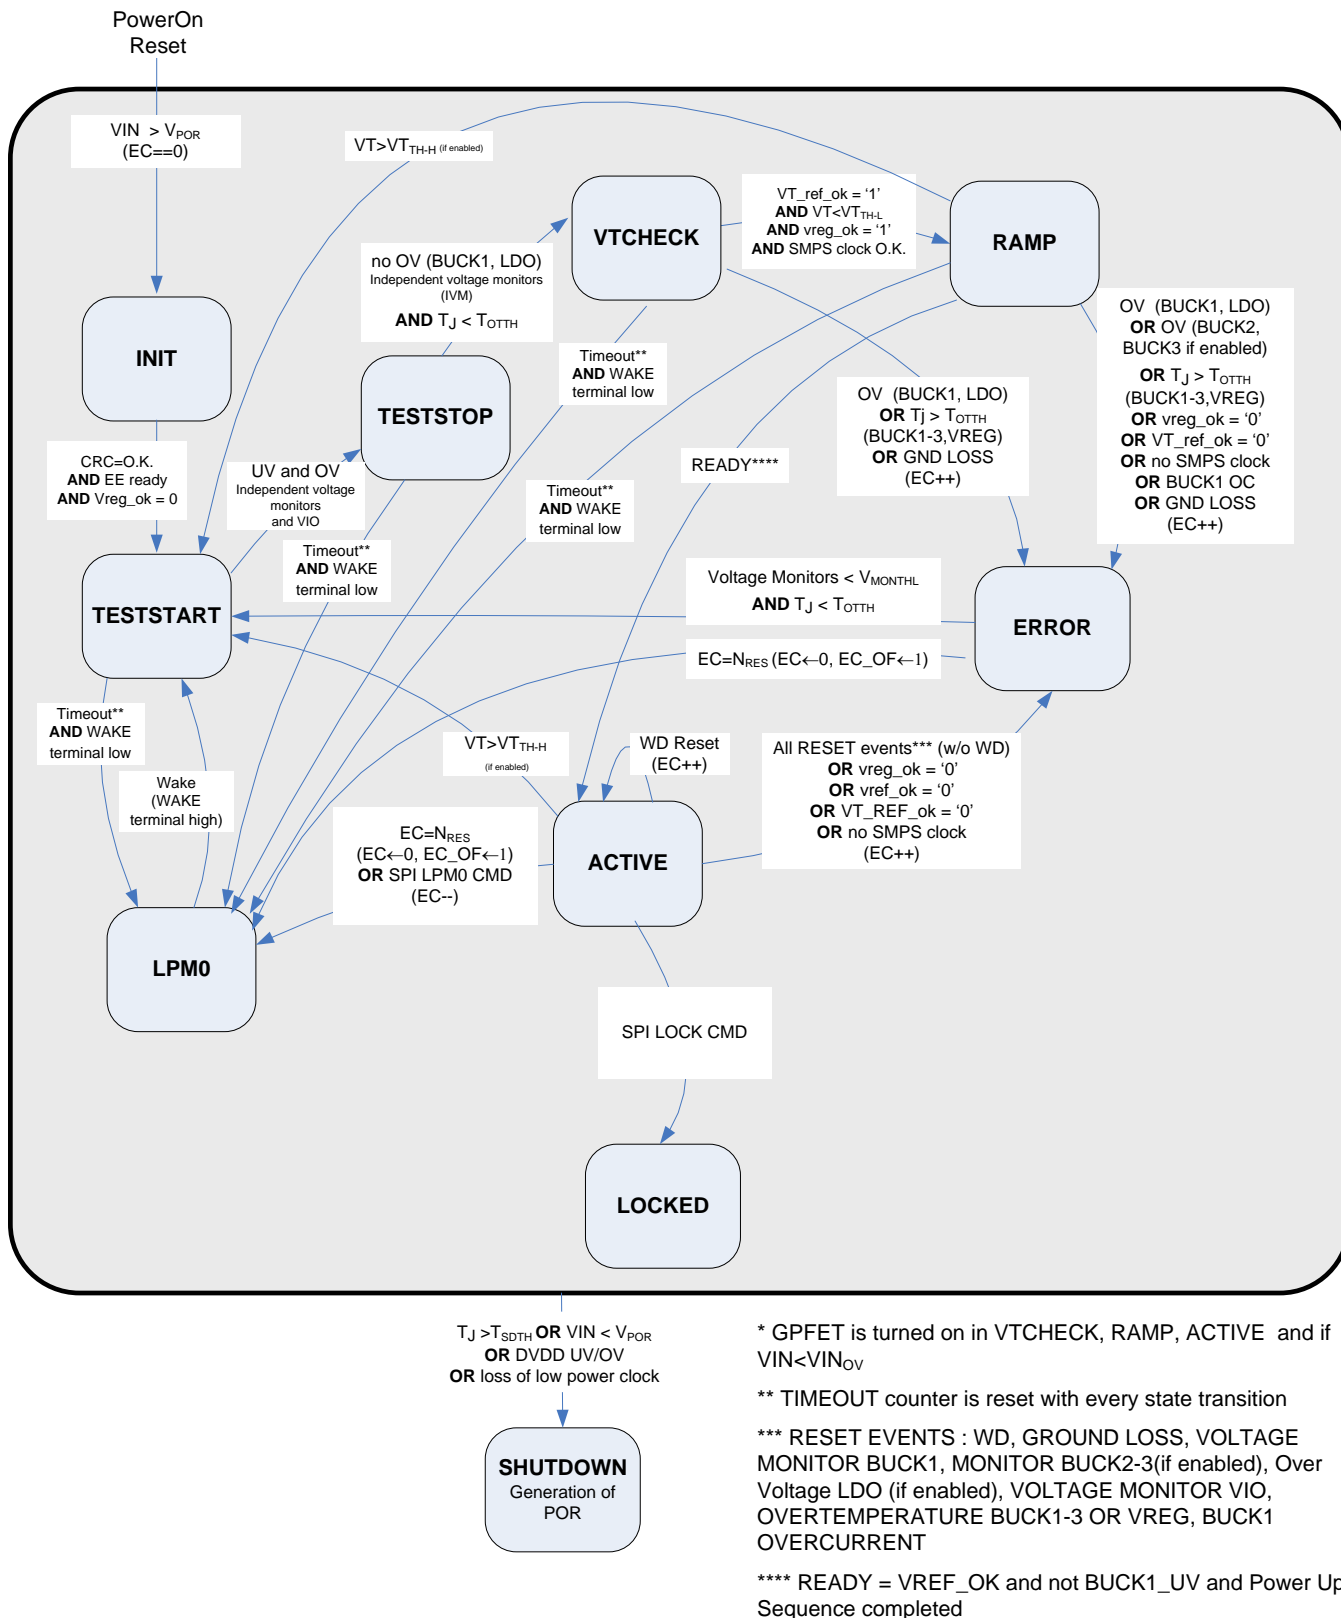 PowerOn
Reset
VIN > VPOR
(EC==0)
VT>VTTH-H (if enabled)
VT_ref_ok = ‘1’
AND VT<VTTH-L
AND vreg_ok = ‘1’
AND SMPS clock O.K.
VTCHECK
RAMP
no OV (BUCK1, LDO)
Independent voltage monitors
(IVM)
AND TJ < TOTTH
INIT
TESTSTOP
Timeout**
AND WAKE
terminal low
OV (BUCK1, LDO)
OR OV (BUCK2,
BUCK3 if enabled)
OR TJ > TOTTH
(BUCK1-3,VREG)
OR vreg_ok = ‘0’
OR VT_ref_ok = ‘0’
OR no SMPS clock
OR BUCK1 OC
OR GND LOSS
(EC++)
OV (BUCK1, LDO)
OR Tj > TOTTH
(BUCK1-3,VREG)
OR GND LOSS
(EC++)
READY****
CRC=O.K.
AND EE ready
AND Vreg_ok = 0
UV and OV
Independent voltage
monitors
and VIO
Timeout**
AND WAKE
terminal low
Timeout**
AND WAKE
terminal low
TESTSTART
Voltage Monitors < VMONTHL
AND TJ < TOTTH
ERROR
EC=NRES (EC←0, EC_OF←1)
Timeout**
AND WAKE
terminal low
Wake
(WAKE
terminal high)
VT>VTTH-H
(if enabled)
WD Reset
(EC++)
All RESET events*** (w/o WD)
OR vreg_ok = ‘0’
OR vref_ok = ‘0’
OR VT_REF_ok = ‘0’
OR no SMPS clock
(EC++)
EC=NRES
(EC←0, EC_OF←1)
OR SPI LPM0 CMD
(EC--)
ACTIVE
LPM0
SPI LOCK CMD
LOCKED
TJ >TSDTH OR VIN < VPOR
OR DVDD UV/OV
OR loss of low power clock
SHUTDOWN
Generation of
POR
* GPFET is turned on in VTCHECK, RAMP, ACTIVE and if
VIN<VINOV
** TIMEOUT counter is reset with every state transition
*** RESET EVENTS : WD, GROUND LOSS, VOLTAGE
MONITOR BUCK1, MONITOR BUCK2-3(if enabled), Over
Voltage LDO (if enabled), VOLTAGE MONITOR VIO,
OVERTEMPERATURE BUCK1-3 OR VREG, BUCK1
OVERCURRENT
**** READY = VREF_OK and not BUCK1_UV and Power Up
Sequence completed